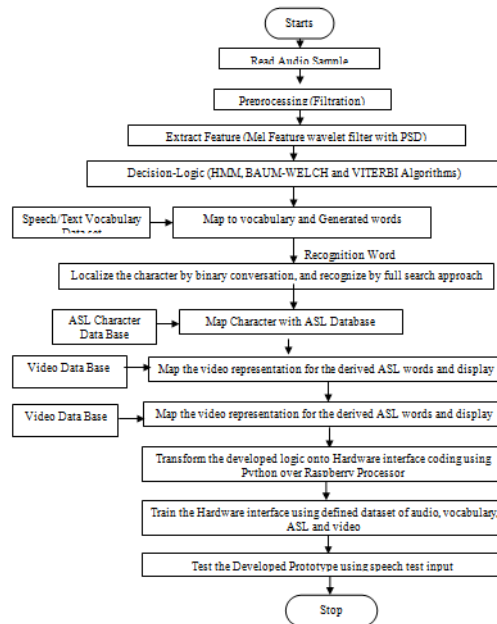 Starts
Read Audio Sample
Preprocessing (Filtration)
Extract Feature (Mel Feature wavelet filter with PSD)
Decision-Logic (HMM, BAUM-WELCH and VITERBI Algorithms)
Speech/Text Vocabulary
Data set
Map to vocabulary and Generated words
Recognition Word
Localize the character by binary conversation, and recognize by full search approach
ASL Character
Data Base
Map Character with ASL Database
Video Data Base
Map the video representation for the derived ASL words and display
Video Data Base
Map the video representation for the derived ASL words and display
Transform the developed logic onto Hardware interface coding using
Python over Raspberry Processor
Train the Hardware interface using defined dataset of audio, vocabulary,
ASL and video
Test the Developed Prototype using speech test input
Stop